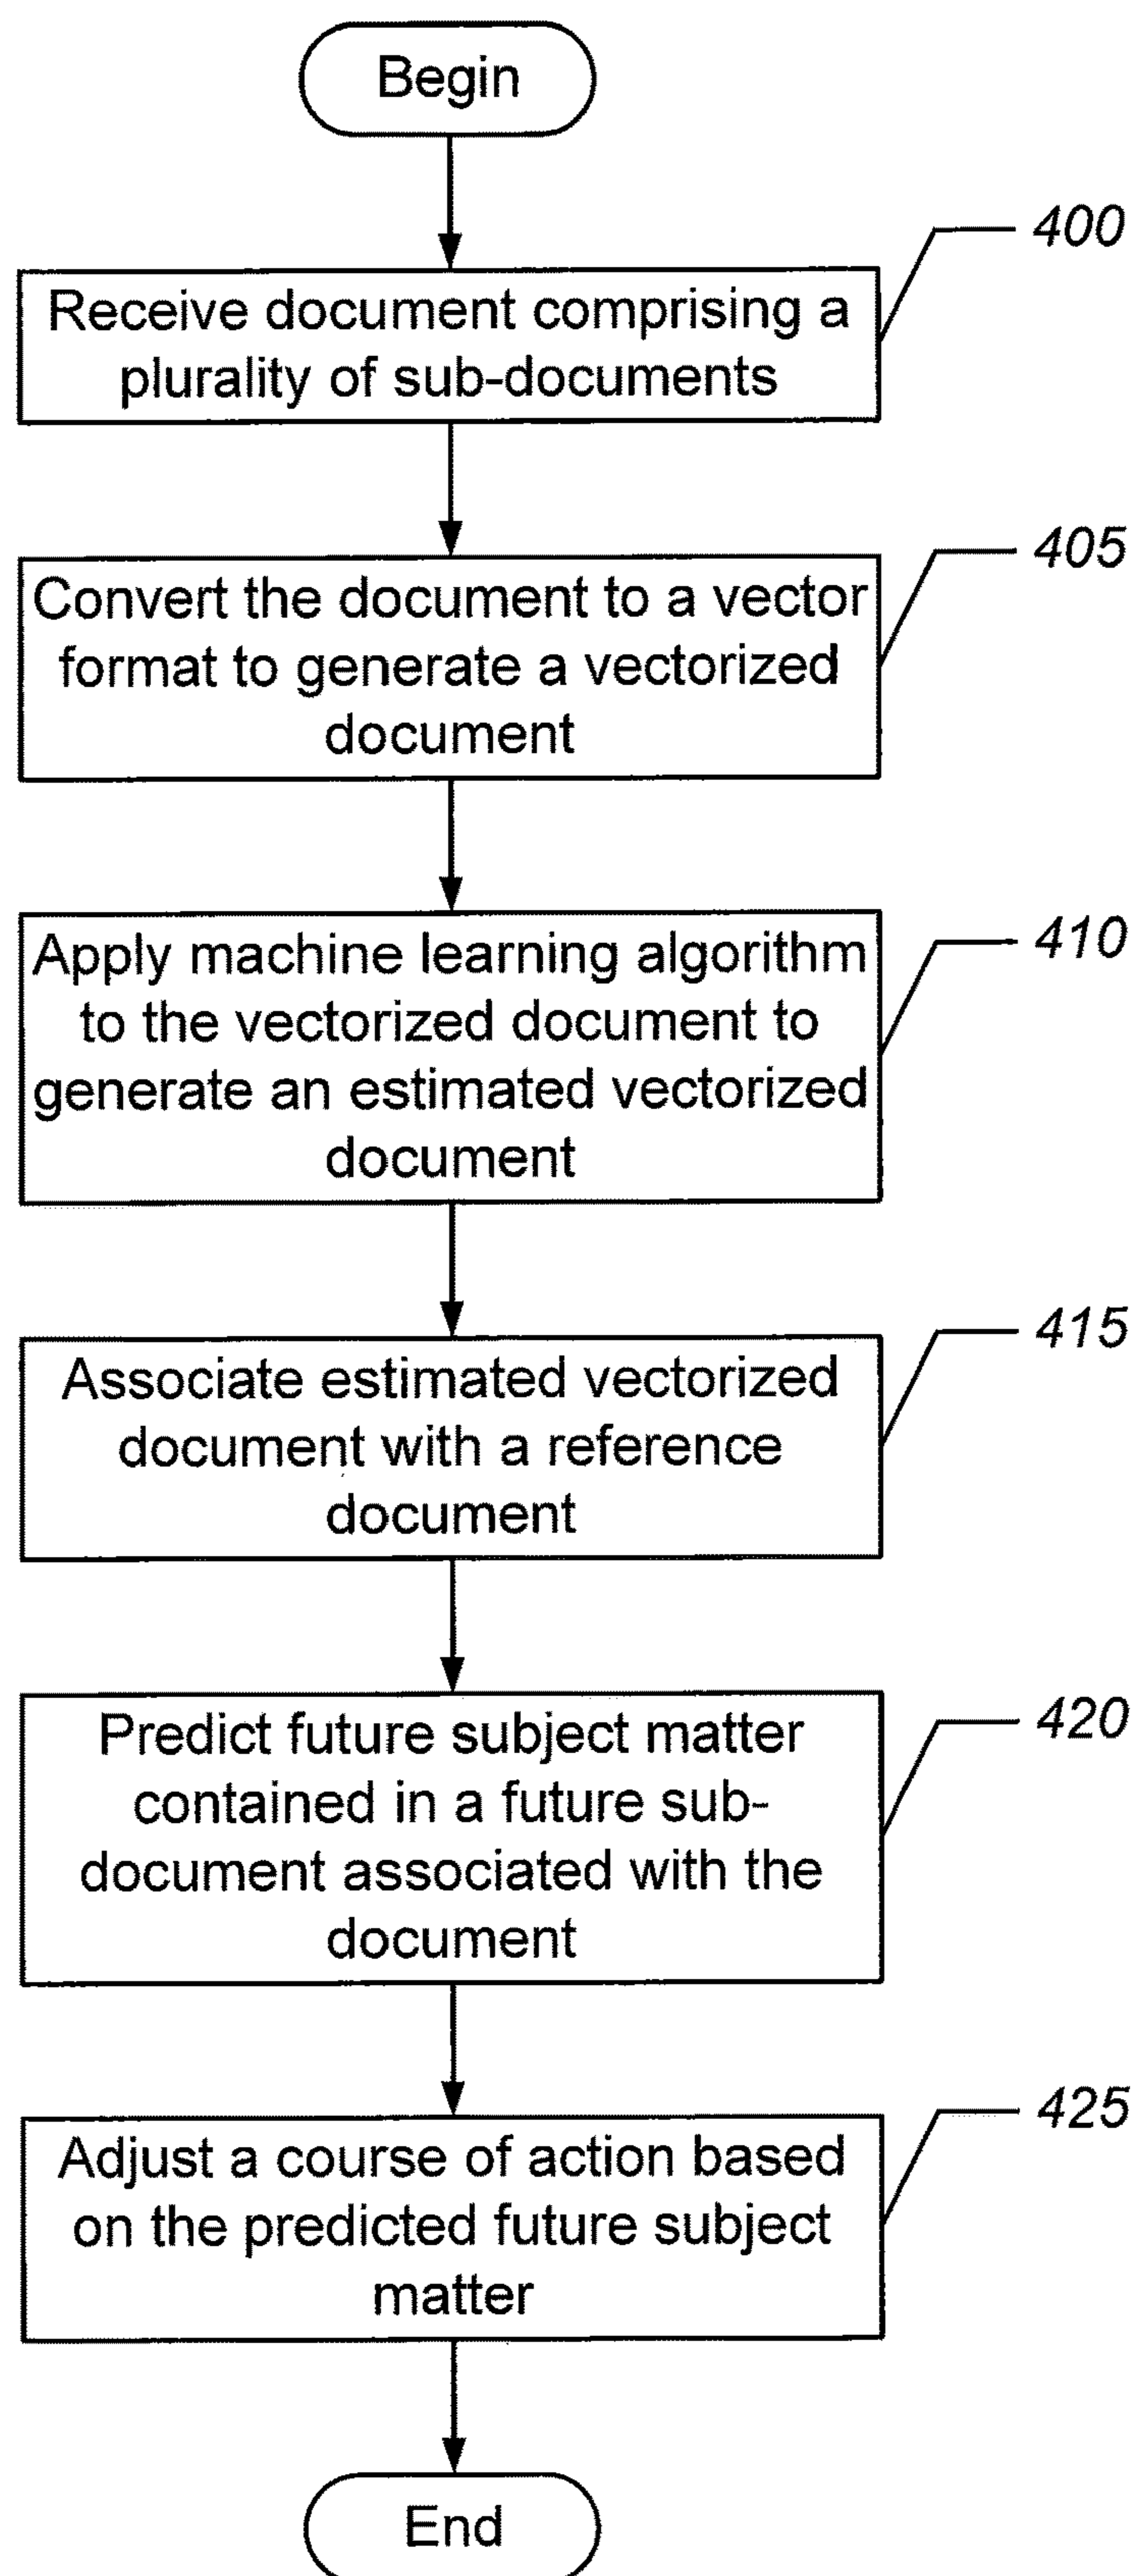 Begin
400
Receive document comprising a
plurality of sub-documents
405
Convert the document to a vector
format to generate a vectorized
document
410
Apply machine learning algorithm
to the vectorized document to
generate an estimated vectorized
document
415
Associate estimated vectorized
document with a reference
document
420
Predict future subject matter
contained in a future sub-
document associated with the
document
425
Adjust a course of action based
on the predicted future subject
matter
End